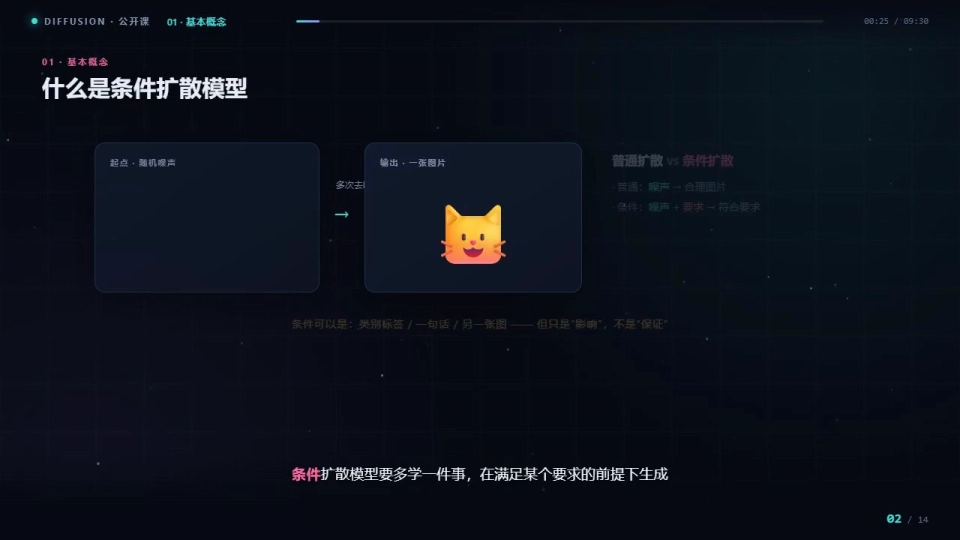 DIFFUSION · 公开课 01 · 基本概念 00:25 / 09:30
01 · 基本概念
什么是条件扩散模型
起点 · 随机噪声
多次去
输出 · 一张图片
→
普通扩散 vs 条件扩散
· 普通：噪声 → 合理图片
· 条件：噪声 + 要求 → 符合要求
条件可以是：类别标签 / 一句话 / 另一张图 —— 但只是"影响"，不是"保证"
条件扩散模型要多学一件事，在满足某个要求的前提下生成
02 / 14